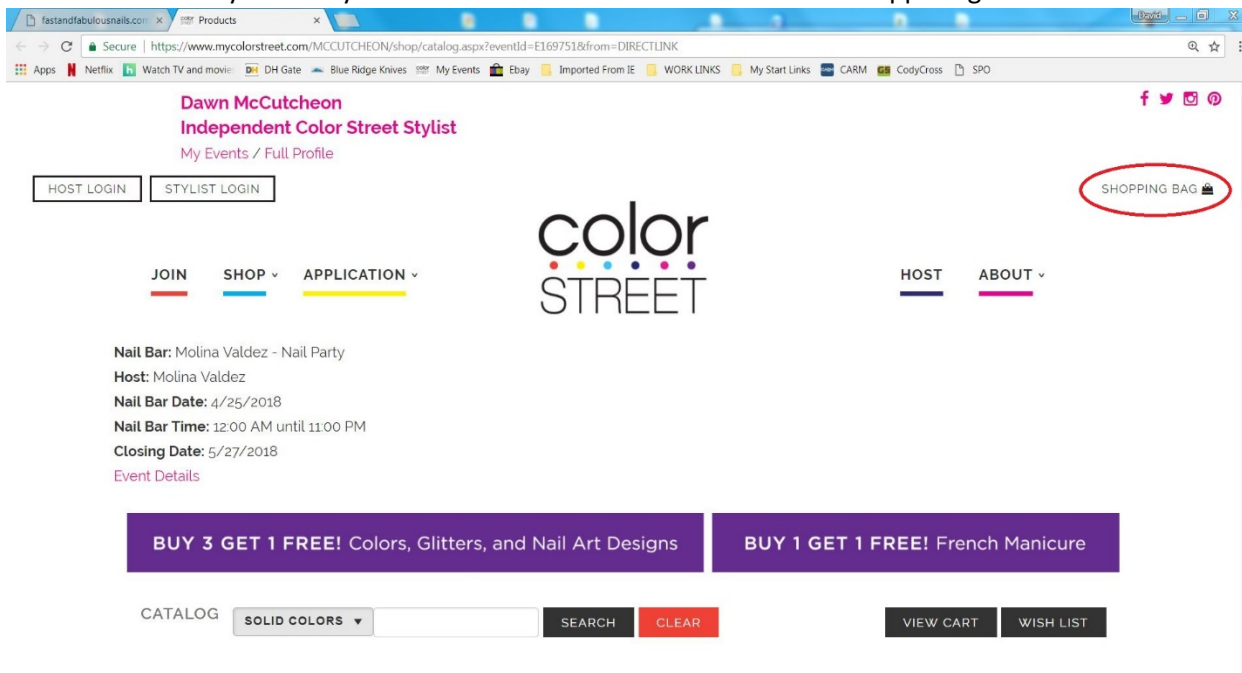 fastandfabulousnails.com Products David
Secure | https://www.mycolorstreet.com/MCCUTCHEON/shop/catalog.aspx?eventId=E169751&from=DIRECTLINK
Apps Netflix Watch TV and movie DH DH Gate Blue Ridge Knives My Events Ebay Imported From IE WORK LINKS My Start Links CARM CodyCross SPO
Dawn McCutcheon
Independent Color Street Stylist
My Events / Full Profile
HOST LOGIN STYLIST LOGIN SHOPPING BAG
color
STREET
JOIN SHOP APPLICATION HOST ABOUT
Nail Bar: Molina Valdez - Nail Party
Host: Molina Valdez
Nail Bar Date: 4/25/2018
Nail Bar Time: 12:00 AM until 11:00 PM
Closing Date: 5/27/2018
Event Details
BUY 3 GET 1 FREE! Colors, Glitters, and Nail Art Designs BUY 1 GET 1 FREE! French Manicure
CATALOG SOLID COLORS SEARCH CLEAR VIEW CART WISH LIST